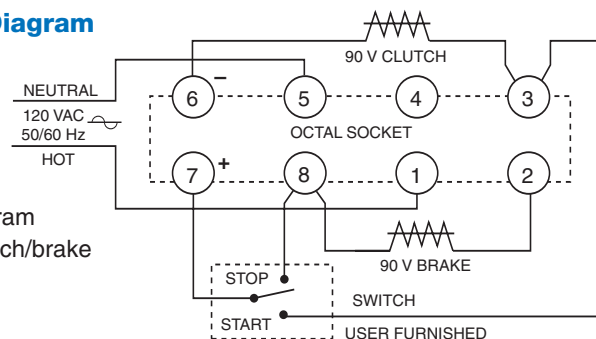 Diagram
90 V CLUTCH
NEUTRAL
6 – 5 4 3
120 VAC
50/60 Hz
OCTAL SOCKET
HOT
7 + 8 1 2
ram
ch/brake
90 V BRAKE
STOP
SWITCH
START
USER FURNISHED